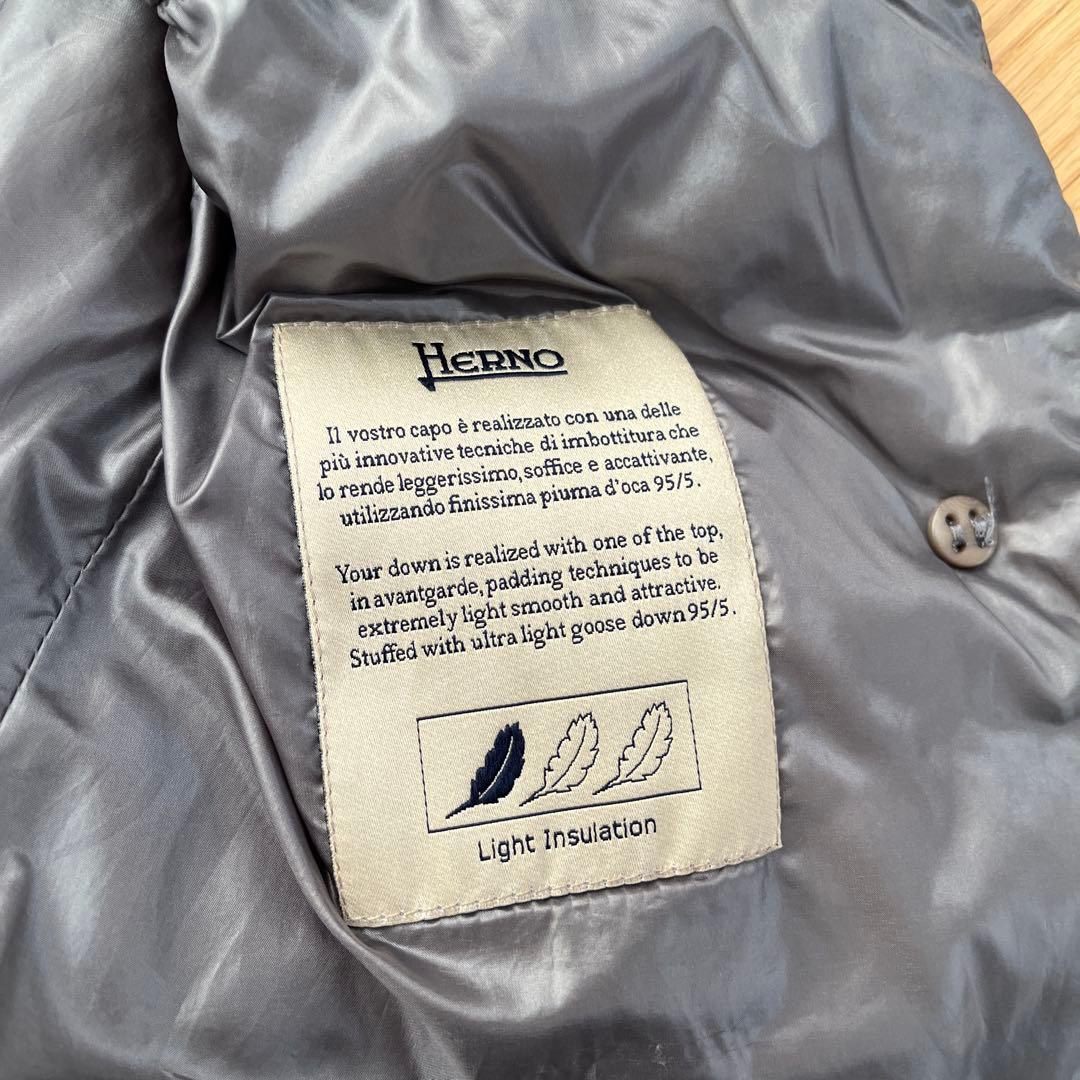 HERNO
Il vostro capo è realizzato con una delle
più innovative tecniche di imbottitura che
lo rende leggerissimo, soffice e accattivante,
utilizzando finissima piuma d'oca 95/5.
Your down is realized with one of the top,
in avantgarde, padding techniques to be
extremely light smooth and attractive.
Stuffed with ultra light goose down 95/5.
Light Insulation